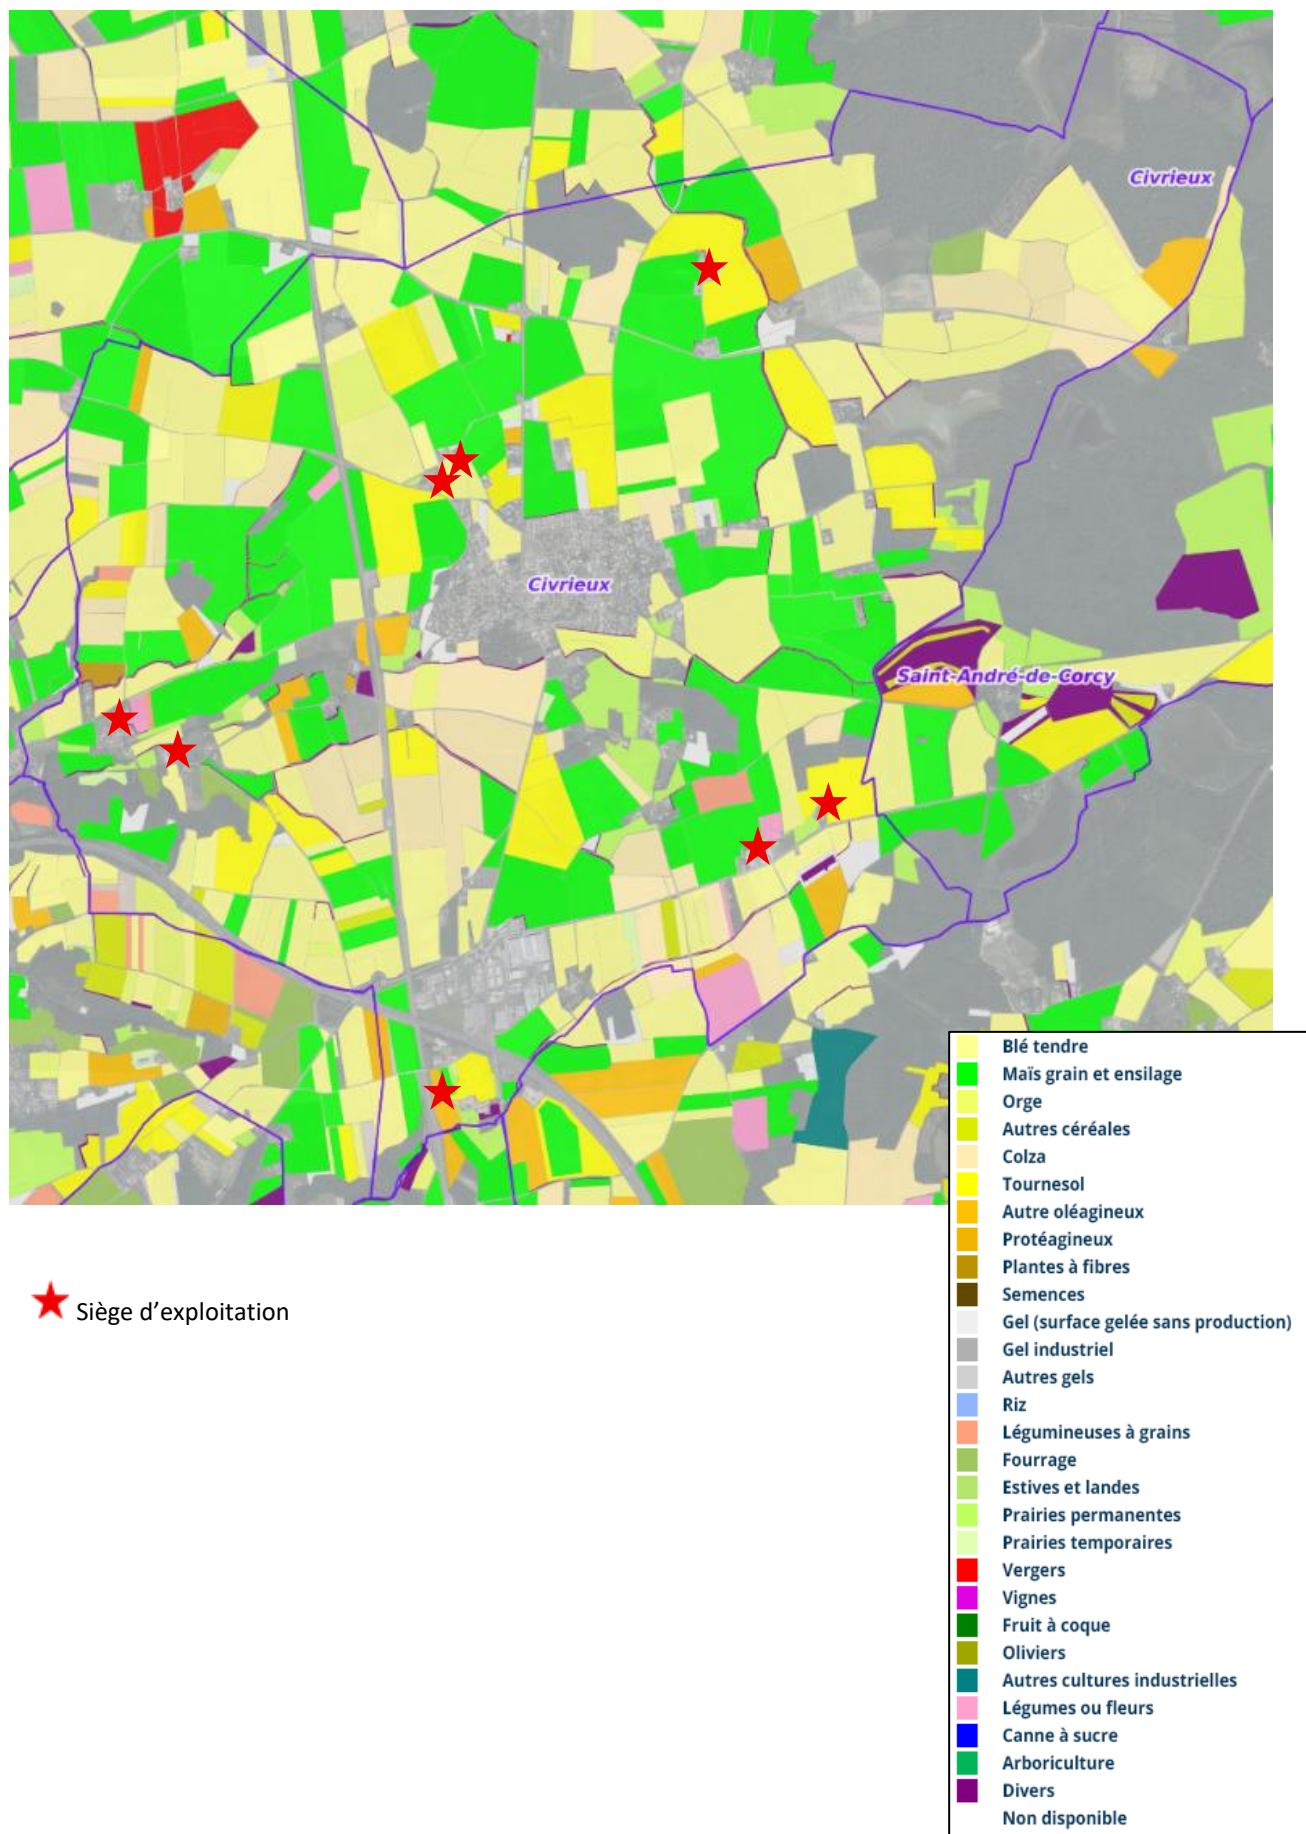 Civrieux
Civrieux
Saint-André-de-Corcy
Blé tendre
Maïs grain et ensilage
Orge
Autres céréales
Colza
Tournesol
Autre oléagineux
Protéagineux
Plantes à fibres
Semences
Gel (surface gelée sans production)
Gel industriel
Autres gels
Riz
Légumineuses à grains
Fourrage
Estives et landes
Prairies permanentes
Prairies temporaires
Vergers
Vignes
Fruit à coque
Oliviers
Autres cultures industrielles
Légumes ou fleurs
Canne à sucre
Arboriculture
Divers
Non disponible
Siège d’exploitation